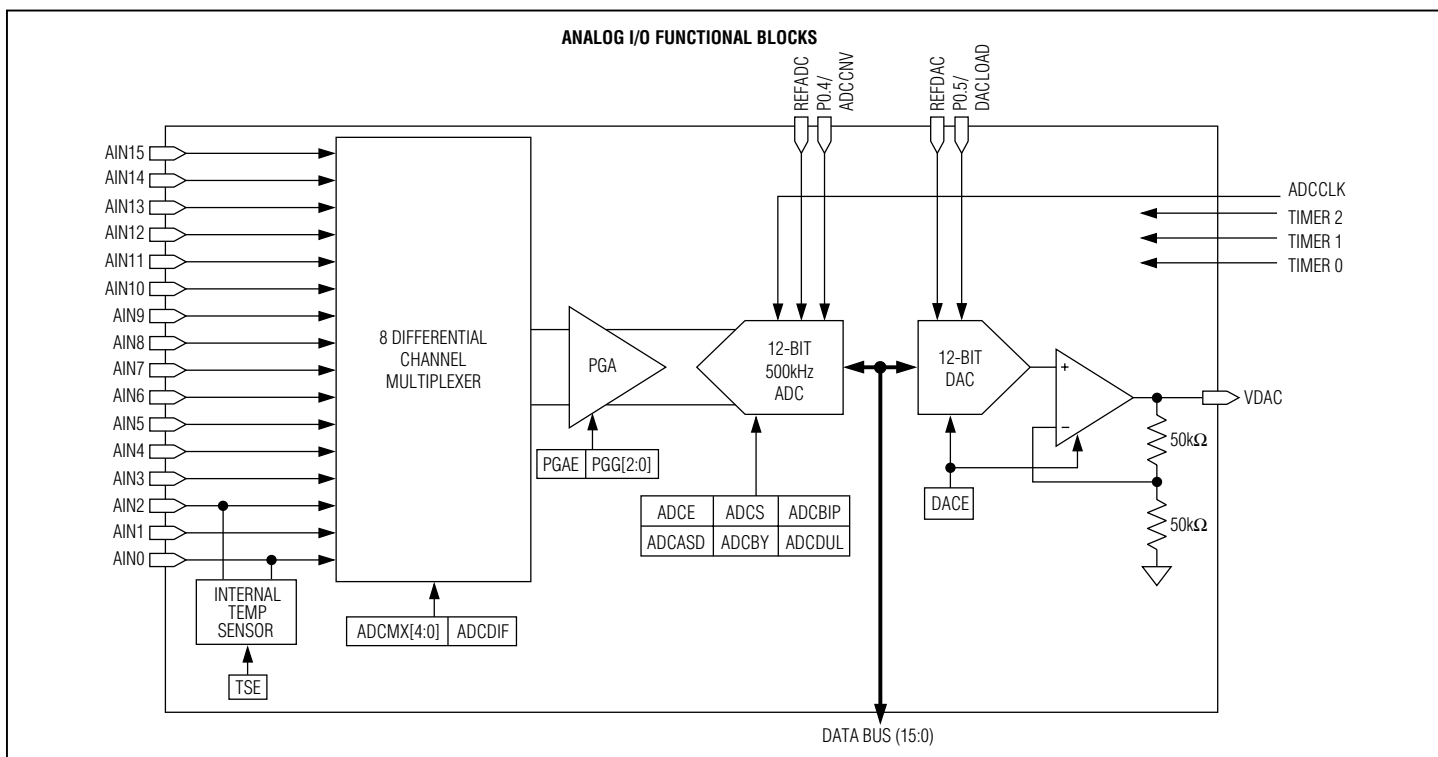 ANALOG I/O FUNCTIONAL BLOCKS
REFADC
P0.4/
ADCCNV
REFDAC
P0.5/
DACLOAD
AIN15
AIN14
AIN13
AIN12
AIN11
AIN10
AIN9
AIN8
AIN7
AIN6
AIN5
AIN4
AIN3
AIN2
AIN1
AIN0
ADCCLK
TIMER 2
TIMER 1
TIMER 0
8 DIFFERENTIAL
CHANNEL
MULTIPLEXER
PGA
12-BIT
500kHz
ADC
12-BIT
DAC
+
−
VDAC
50kΩ
50kΩ
PGAE PGG[2:0]
ADCE ADCS ADCBIP
ADCASD ADCBY ADCDUL
DACE
INTERNAL
TEMP
SENSOR
TSE
ADCMX[4:0] ADCDIF
DATA BUS (15:0)